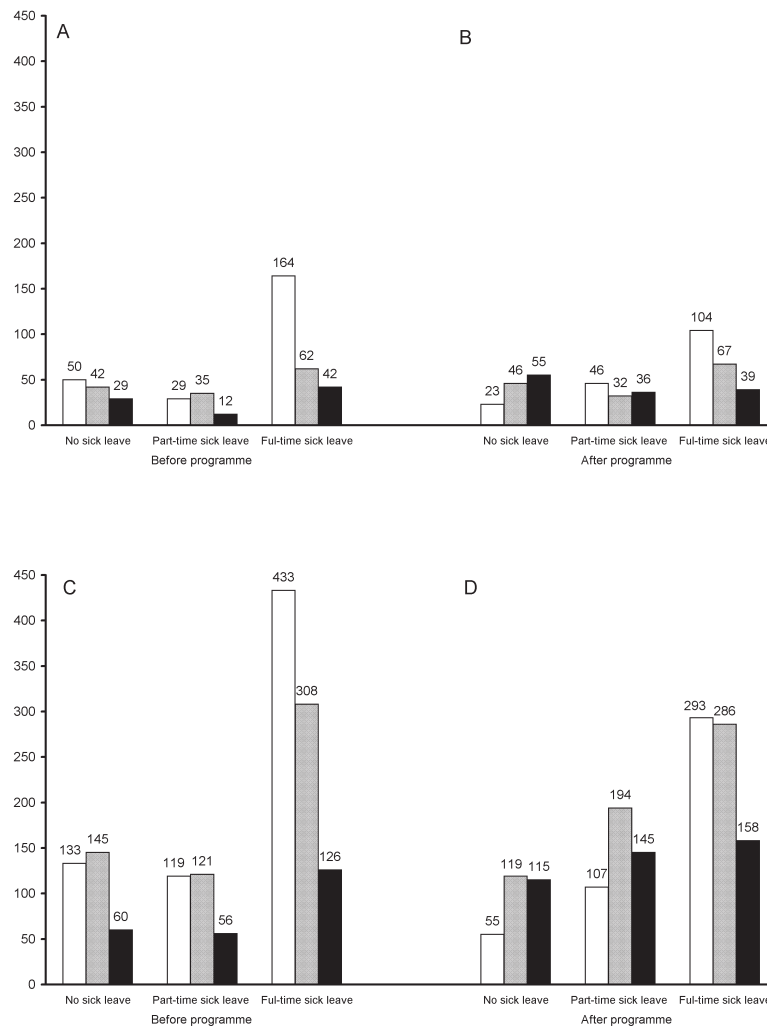 A
B
450
400
350
300
250
200
150
100
50
0
50 42 29
29 35 12
164 62 42
23 46 55
46 32 36
104 67 39
No sick leave Part-time sick leave Ful-time sick leave
No sick leave Part-time sick leave Ful-time sick leave
Before programme
After programme
C
D
450
400
350
300
250
200
150
100
50
0
133 145 60
119 121 56
433 308 126
55 119 115
107 194 145
293 286 158
No sick leave Part-time sick leave Ful-time sick leave
No sick leave Part-time sick leave Ful-time sick leave
Before programme
After programme